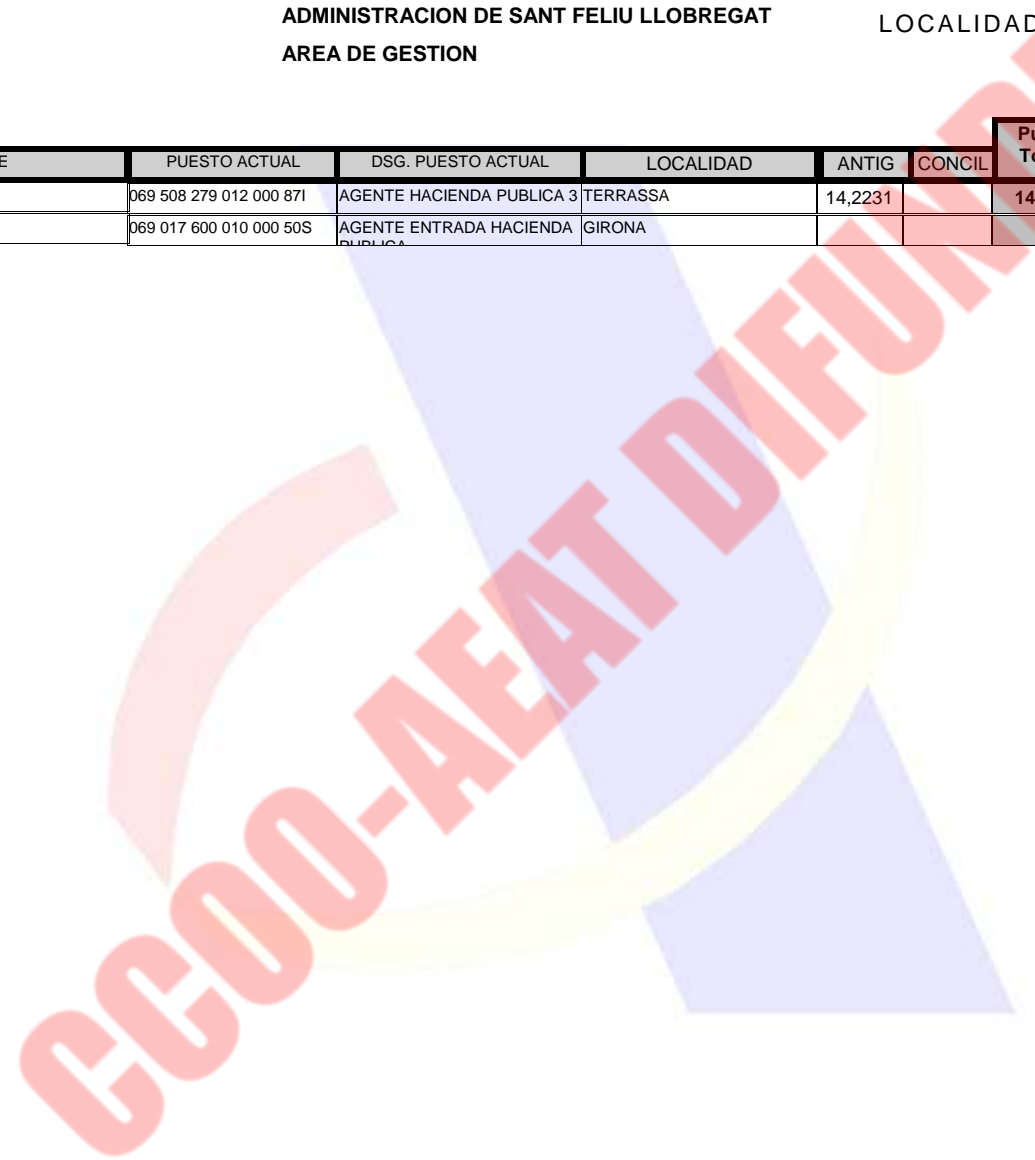 ADMINISTRACION DE SANT FELIU LLOBREGAT
LOCALIDAD
AREA DE GESTION
E PUESTO ACTUAL DSG. PUESTO ACTUAL LOCALIDAD ANTIG CONCIL
069 508 279 012 000 87I AGENTE HACIENDA PUBLICA 3 TERRASSA 14,2231 14
069 017 600 010 000 50S AGENTE ENTRADA HACIENDA GIRONA
PUBLICA
CCOO-AEAT